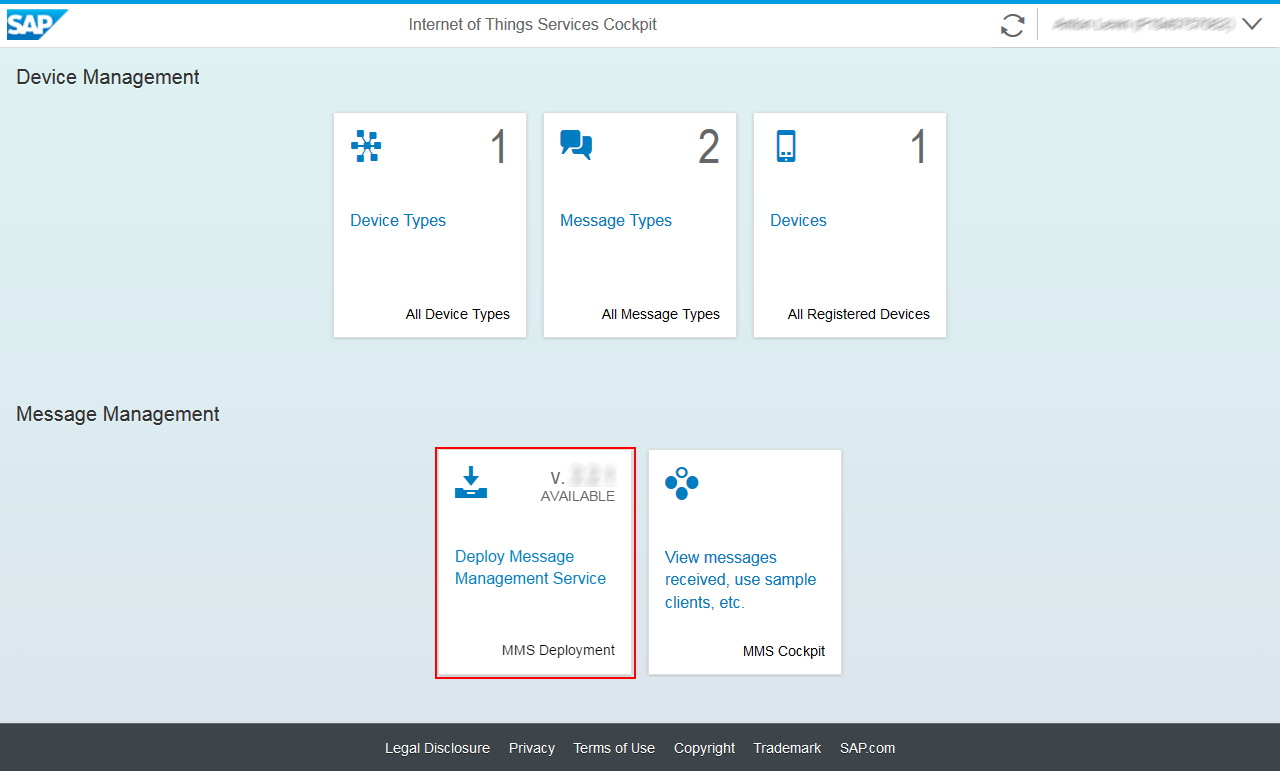 SAP
Internet of Things Services Cockpit
Device Management
1
Device Types
All Device Types
2
Message Types
All Message Types
1
Devices
All Registered Devices
Message Management
v.
AVAILABLE
Deploy Message
Management Service
MMS Deployment
View messages
received, use sample
clients, etc.
MMS Cockpit
Legal Disclosure Privacy Terms of Use Copyright Trademark SAP.com